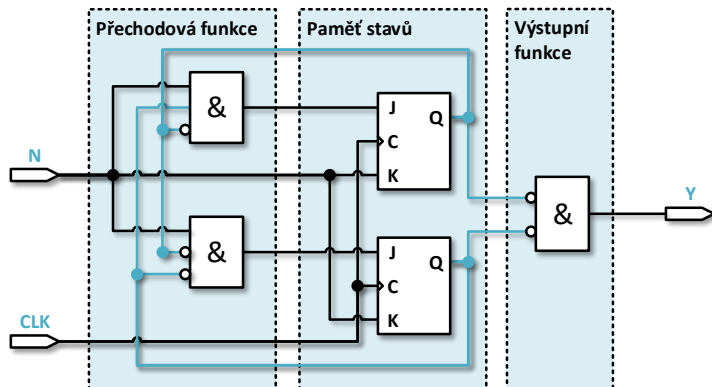 Přechodová funkce
Paměť stavů
Výstupní
funkce
&
J
Q
C
K
N
&
Y
&
J
Q
C
K
CLK